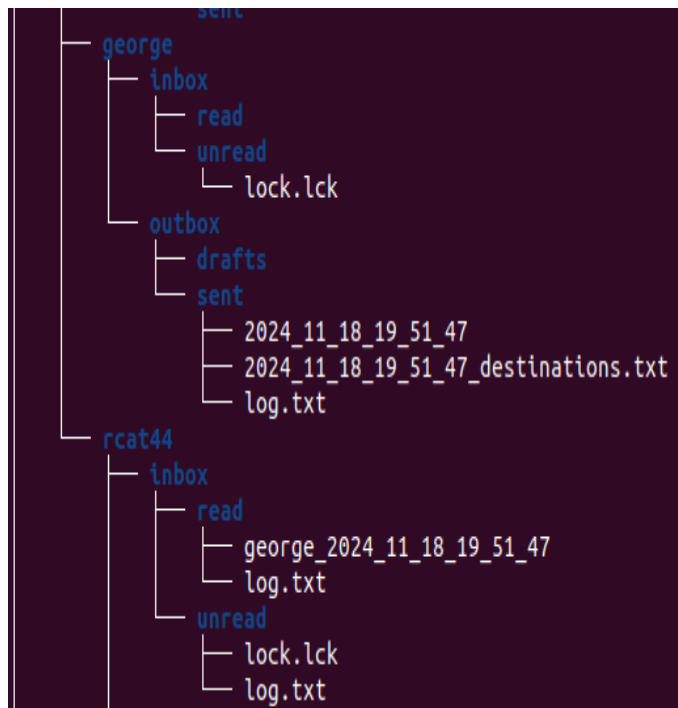 sent
george
inbox
read
unread
lock.lck
outbox
drafts
sent
2024_11_18_19_51_47
2024_11_18_19_51_47_destinations.txt
log.txt
rcat44
inbox
read
george_2024_11_18_19_51_47
log.txt
unread
lock.lck
log.txt